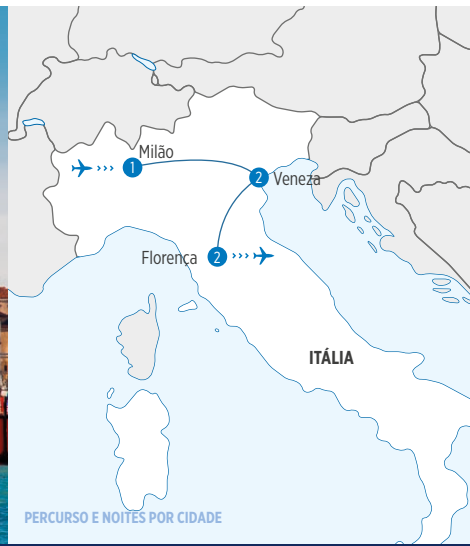 Milão
1
2
Veneza
Florença
2
ITÁLIA
PERCURSO E NOITES POR CIDADE